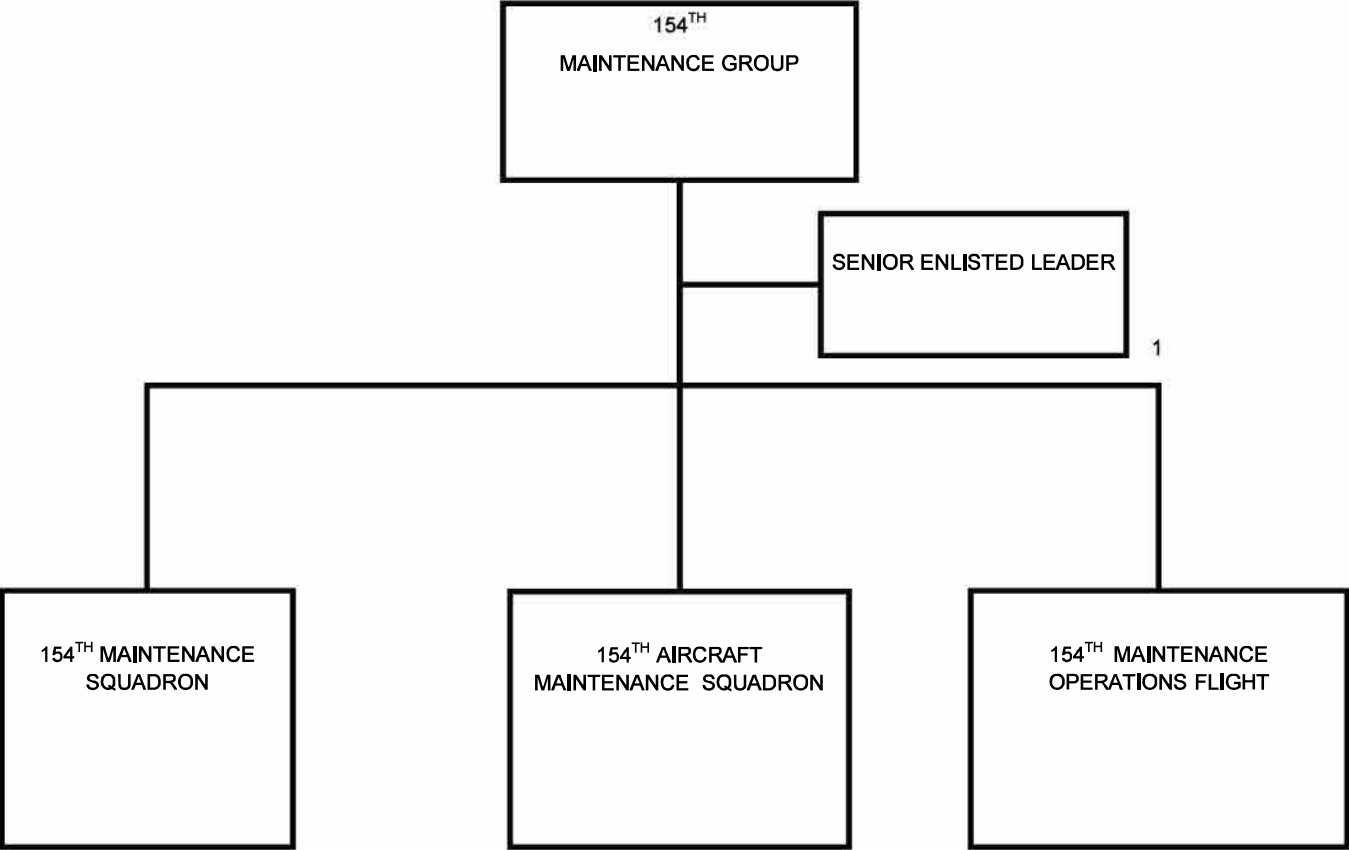 154TH
MAINTENANCE GROUP
SENIOR ENLISTED LEADER
1
154TH MAINTENANCE
SQUADRON
154TH AIRCRAFT
MAINTENANCE SQUADRON
154TH MAINTENANCE
OPERATIONS FLIGHT